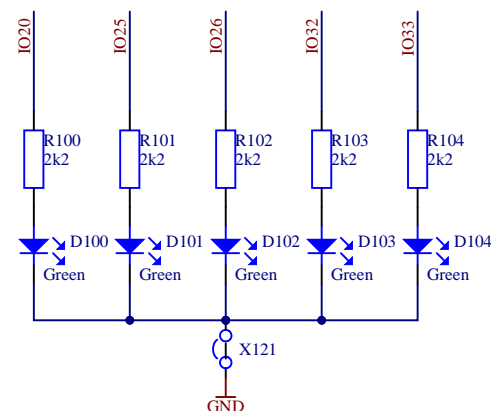 IO20 IO25 IO26 IO32 IO33
R100 R101 R102 R103 R104
2k2 2k2 2k2 2k2 2k2
D100 D101 D102 D103 D104
Green Green Green Green Green
X121
GND